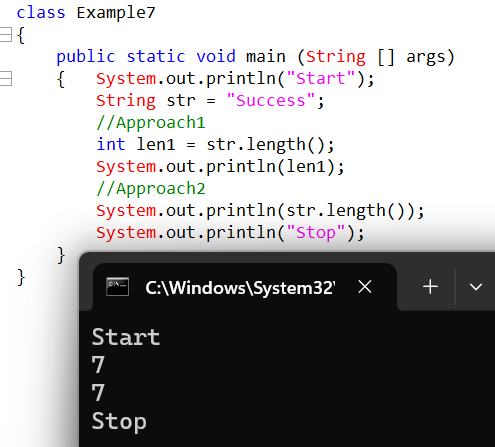 class Example7
{
    public static void main (String [] args)
    {   System.out.println("Start");
        String str = "Success";
        //Approach1
        int len1 = str.length();
        System.out.println(len1);
        //Approach2
        System.out.println(str.length());
        System.out.println("Stop");
    }
}
C:\Windows\System32\
Start
7
7
Stop